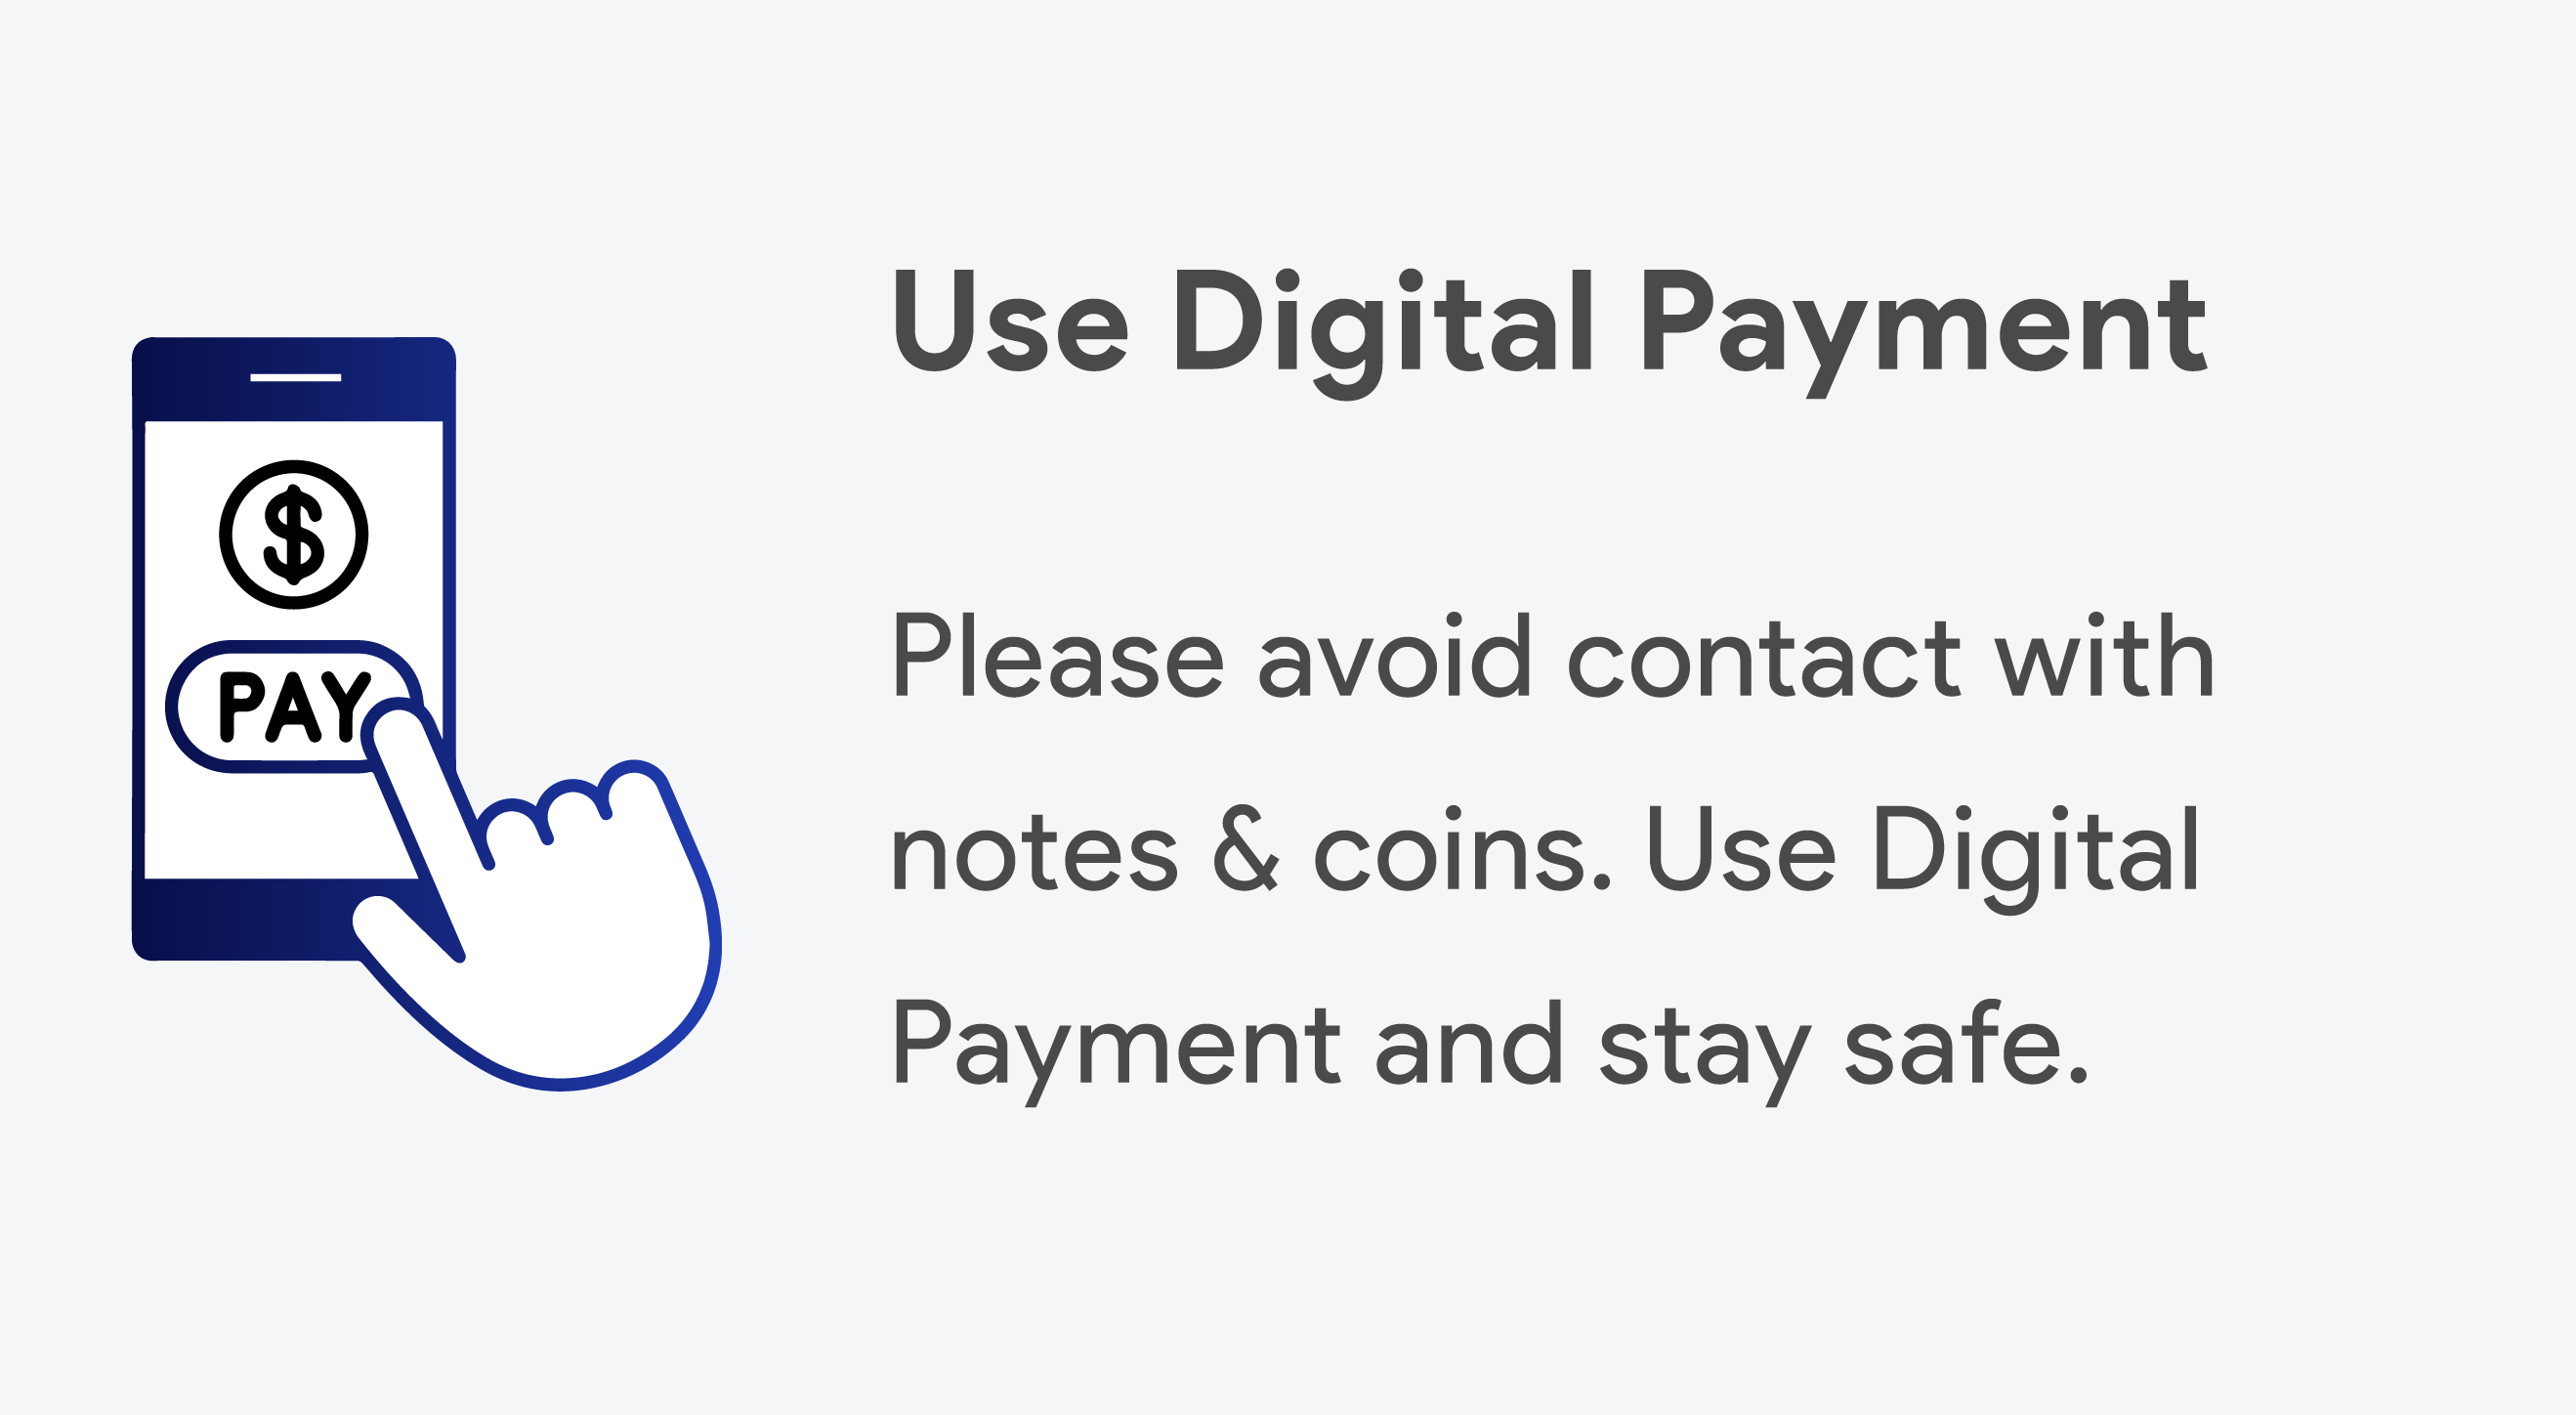 Use Digital Payment
$
PAY
Please avoid contact with
notes & coins. Use Digital
Payment and stay safe.